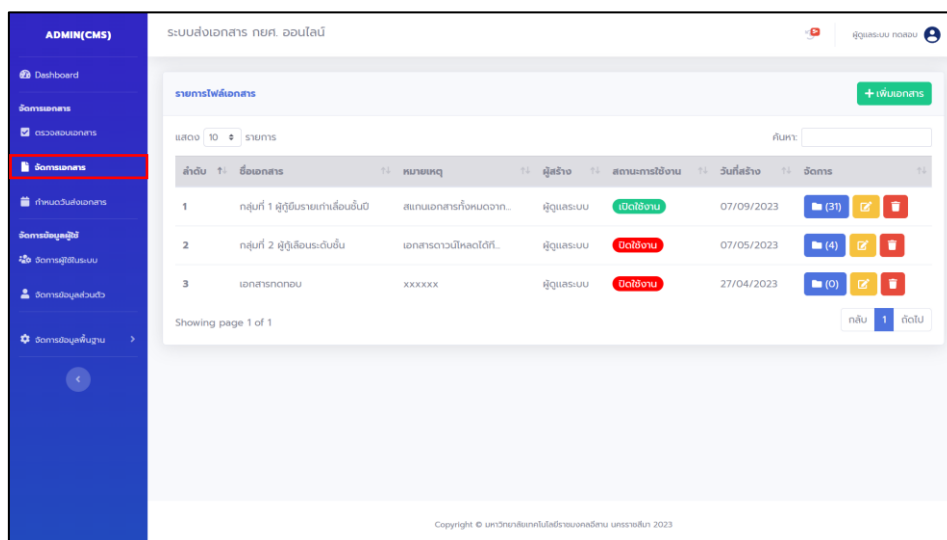 ADMIN(CMS)
ระบบส่งเอกสาร กยศ. ออนไลน์
ผู้ดูแลระบบ ทดสอบ
Dashboard
จัดการเอกสาร
ตรวจสอบเอกสาร
จัดการเอกสาร
กำหนดวันส่งเอกสาร
จัดการข้อมูลผู้ใช้
จัดการผู้ใช้ในระบบ
จัดการข้อมูลส่วนตัว
จัดการข้อมูลพื้นฐาน
รายการไฟล์เอกสาร
+ เพิ่มเอกสาร
แสดง 10 รายการ
ค้นหา:
ลำดับ ชื่อเอกสาร หมายเหตุ ผู้สร้าง สถานะการใช้งาน วันที่สร้าง จัดการ
1 กลุ่มที่ 1 ผู้กู้ยืมรายเก่าเลื่อนชั้นปี สแกนเอกสารทั้งหมดจาก... ผู้ดูแลระบบ เปิดใช้งาน 07/09/2023 (31)
2 กลุ่มที่ 2 ผู้กู้เลื่อนระดับชั้น เอกสารดาวน์โหลดได้ที่... ผู้ดูแลระบบ ปิดใช้งาน 07/05/2023 (4)
3 เอกสารทดทอบ xxxxxx ผู้ดูแลระบบ ปิดใช้งาน 27/04/2023 (0)
Showing page 1 of 1
กลับ 1 ถัดไป
Copyright © มหาวิทยาลัยเทคโนโลยีราชมงคลอีสาน นครราชสีมา 2023